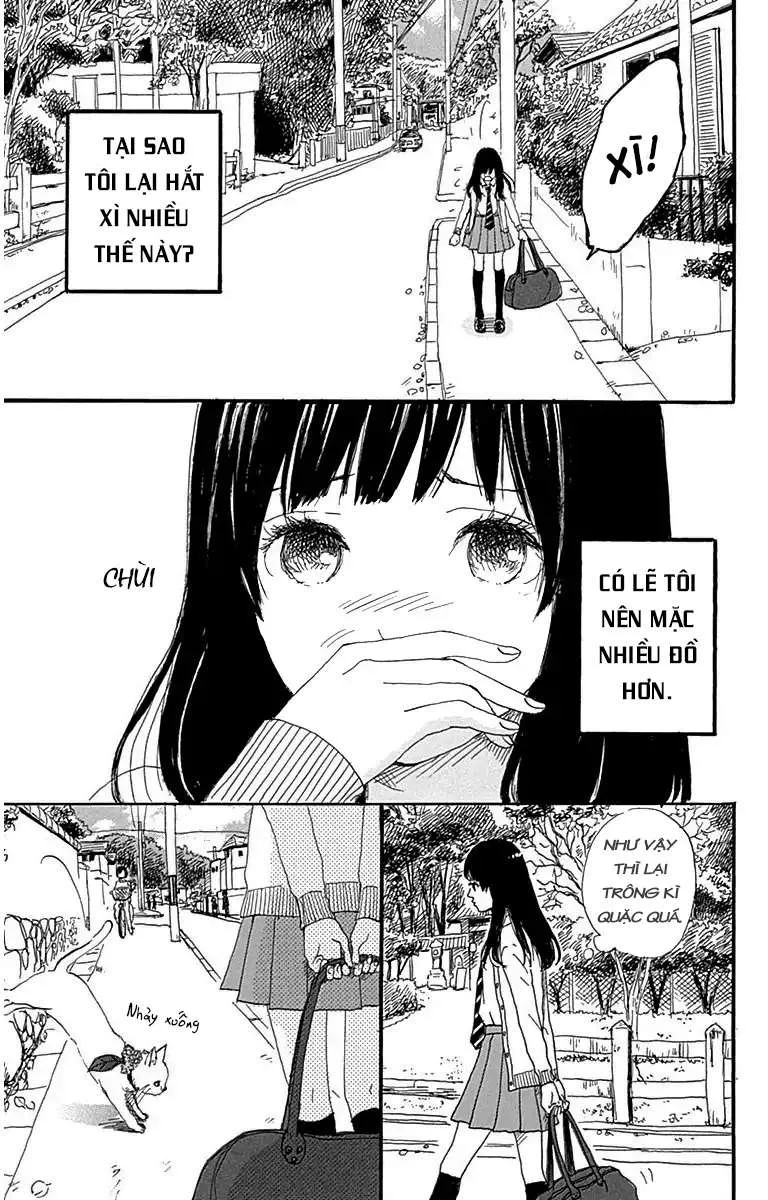 XÌ!
TẠI SAO
TÔI LẠI HẮT
XÌ NHIỀU
THẾ NÀY?
CÓ LẼ TÔI
NÊN MẶC
NHIỀU ĐỒ
HƠN.
CHÙI
NHƯ VẬY
THÌ LẠI
TRÔNG KÌ
QUẶC QUÁ.
Nhảy xuống